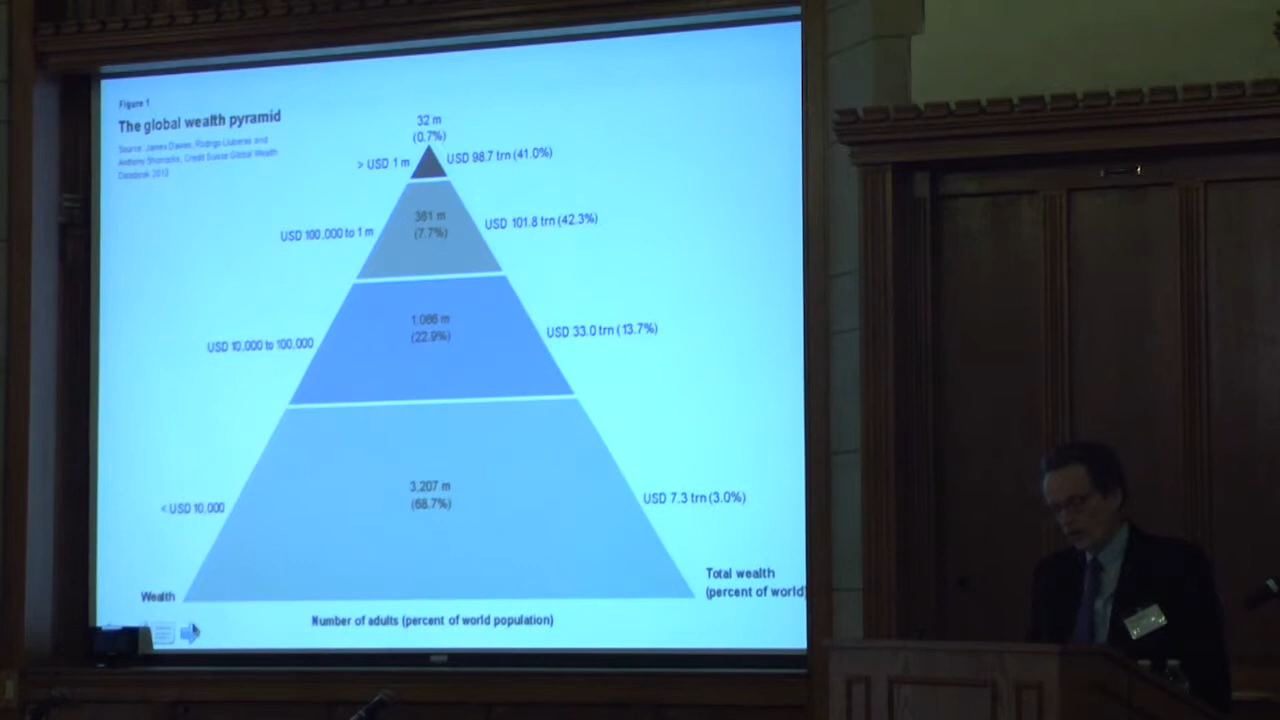 Figure 1
The global wealth pyramid
Source: James Davies, Rodrigo Lluberas and
Anthony Shorrocks, Credit Suisse Global Wealth
Databook 2013
32 m
(0.7%)
> USD 1 m
USD 98.7 trn (41.0%)
361 m
(7.7%)
USD 100,000 to 1 m
USD 101.8 trn (42.3%)
1,066 m
(22.9%)
USD 10,000 to 100,000
USD 33.0 trn (13.7%)
3,207 m
(68.7%)
< USD 10,000
USD 7.3 trn (3.0%)
Wealth
Total wealth
(percent of world)
Number of adults (percent of world population)